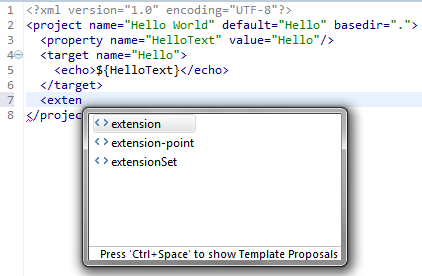 1 <?xml version="1.0" encoding="UTF-8"?>
2 <project name="Hello World" default="Hello" basedir=".">
3 <property name="HelloText" value="Hello"/>
4 <target name="Hello">
5 <echo>${HelloText}</echo>
6 </target>
7 <exten
8 </projec
<> extension
<> extension-point
<> extensionSet
Press 'Ctrl+Space' to show Template Proposals